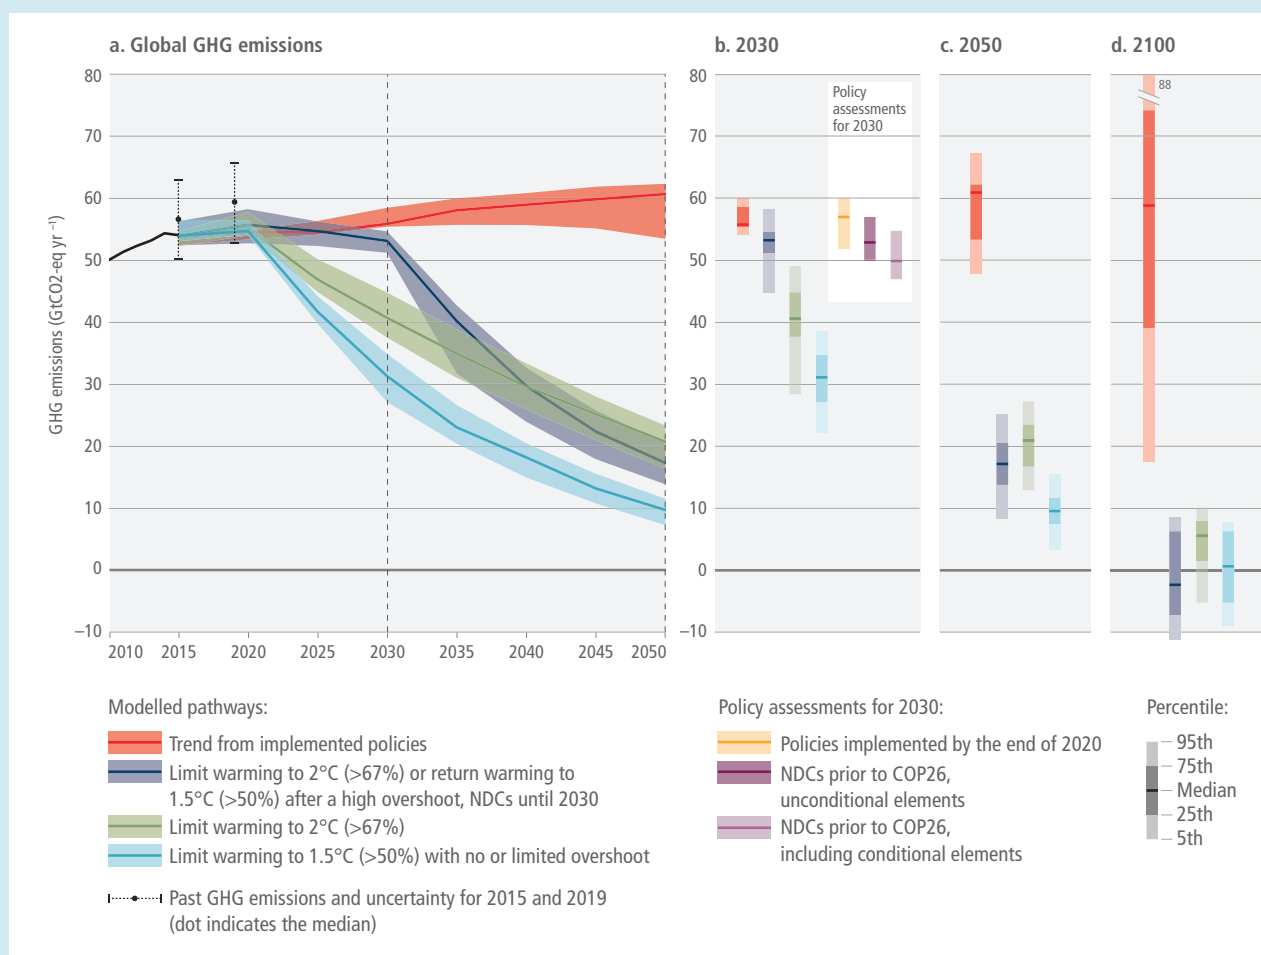 a. Global GHG emissions
GHG emissions (GtCO2-eq yr ⁻¹)
80
70
60
50
40
30
20
10
0
−10
2010 2015 2020 2025 2030 2035 2040 2045 2050
b. 2030
80
70
60
50
40
30
20
10
0
−10
Policy
assessments
for 2030
c. 2050
d. 2100
88
Modelled pathways:
Trend from implemented policies
Limit warming to 2°C (>67%) or return warming to
1.5°C (>50%) after a high overshoot, NDCs until 2030
Limit warming to 2°C (>67%)
Limit warming to 1.5°C (>50%) with no or limited overshoot
Past GHG emissions and uncertainty for 2015 and 2019
(dot indicates the median)
Policy assessments for 2030:
Policies implemented by the end of 2020
NDCs prior to COP26,
unconditional elements
NDCs prior to COP26,
including conditional elements
Percentile:
95th
75th
Median
25th
5th